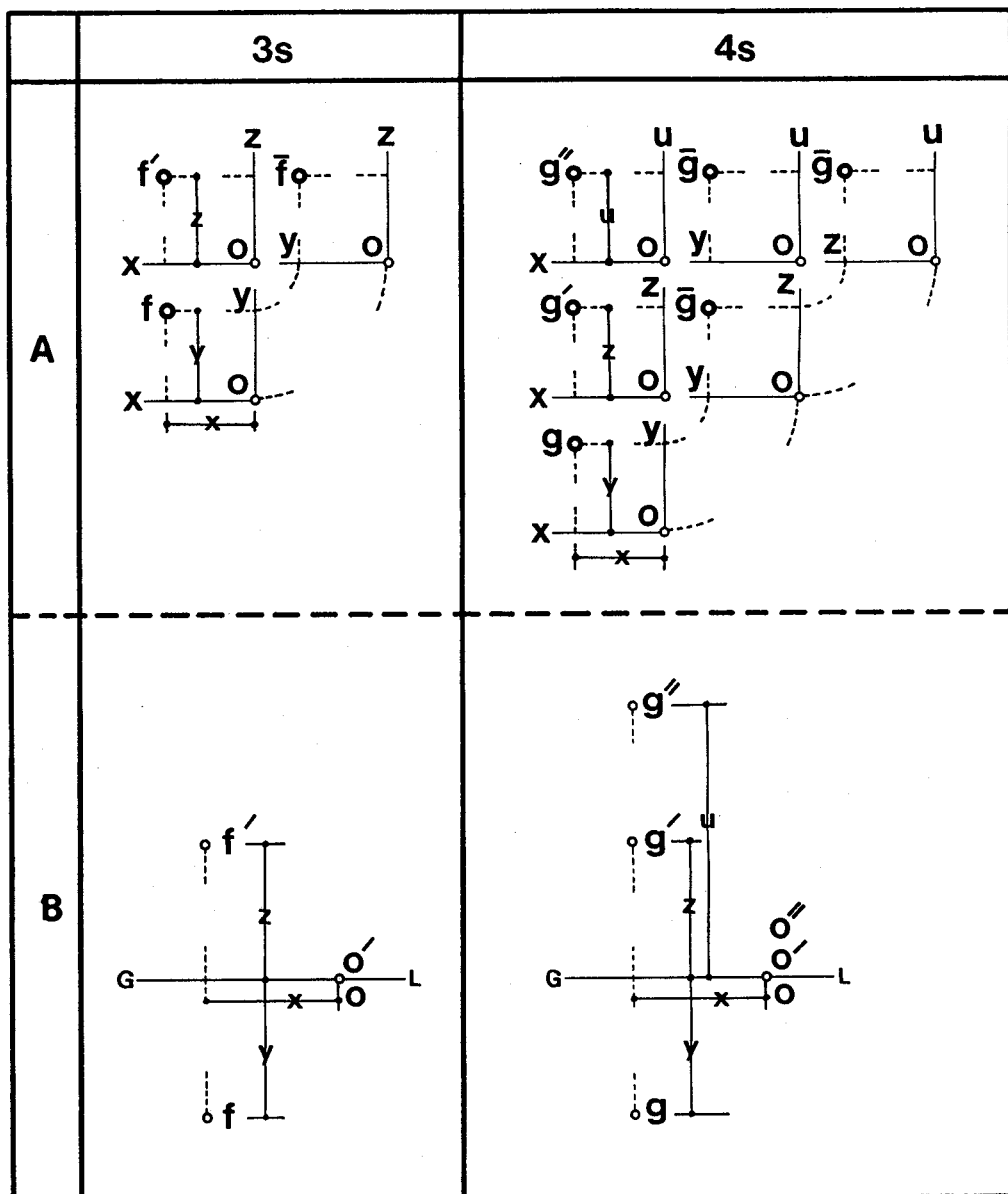 3s 4s
A
z z
f′ f̄
z
x o y o
f y
y
x o
x
u u u
g″ ḡ ḡ
u
x o y o z o
g′ z ḡ z
z
x o y o
g y
y
x o
x
B
f′
z
G o′ L
x o
y
f
g″
u
g′
z
o″
o′
G L
x o
y
g